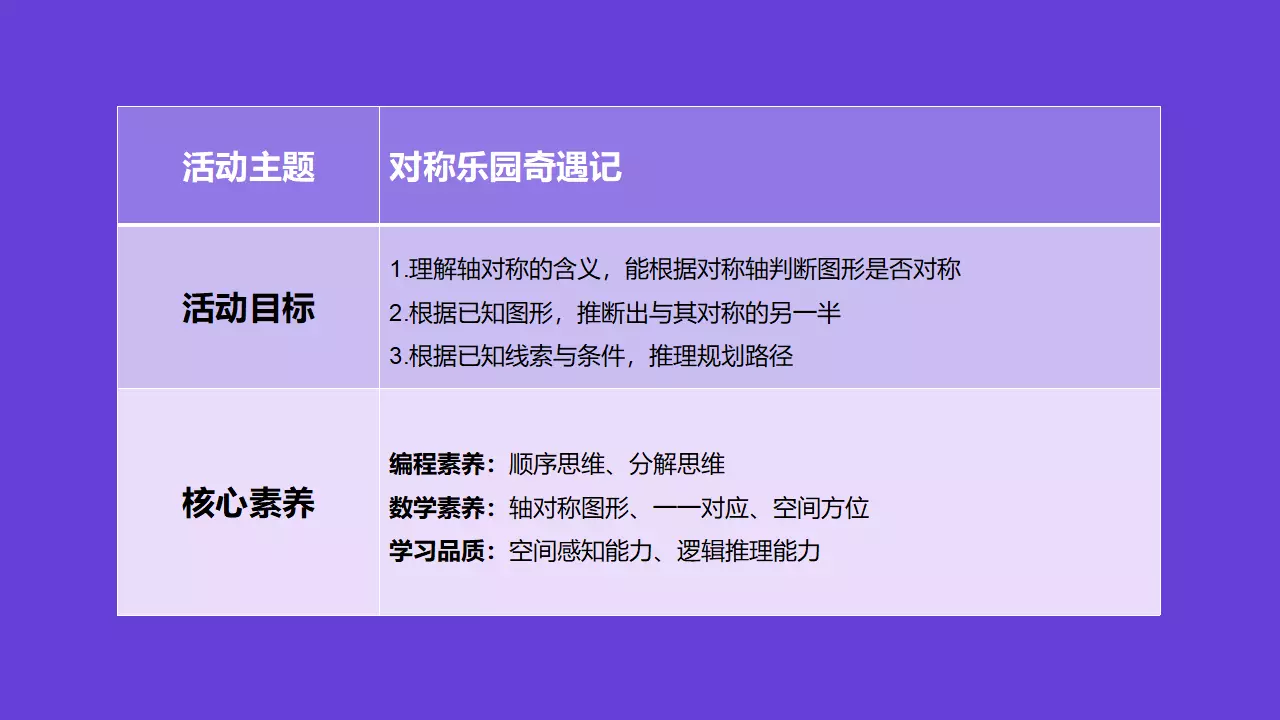 活动主题
对称乐园奇遇记
活动目标
1.理解轴对称的含义，能根据对称轴判断图形是否对称
2.根据已知图形，推断出与其对称的另一半
3.根据已知线索与条件，推理规划路径
核心素养
编程素养：顺序思维、分解思维
数学素养：轴对称图形、一一对应、空间方位
学习品质：空间感知能力、逻辑推理能力